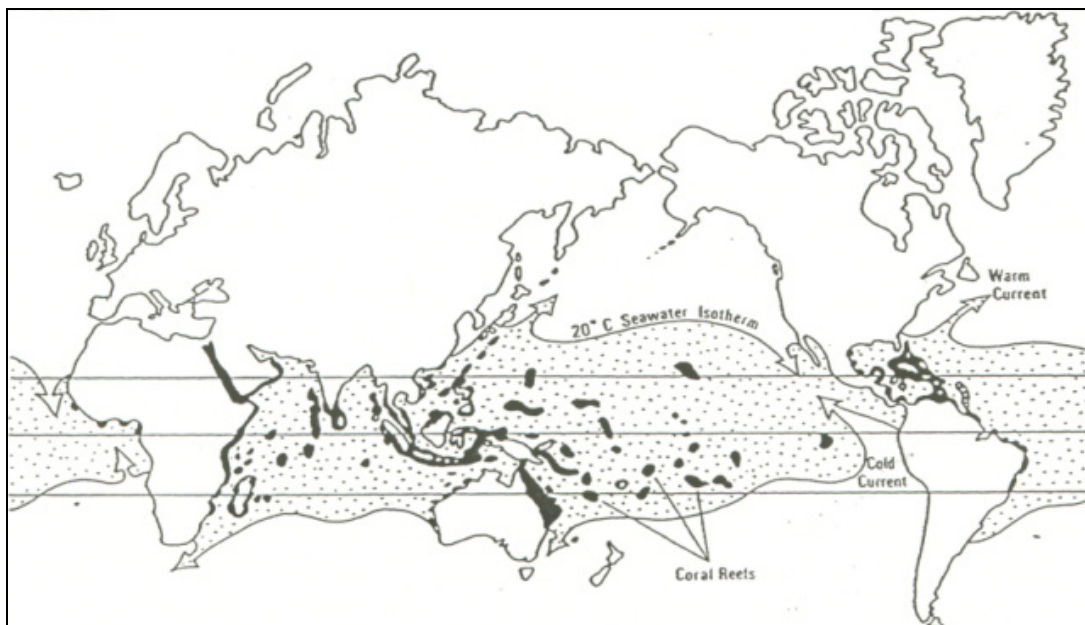 20° C Seawater Isotherm
Warm
Current
Cold
Current
Coral Reefs